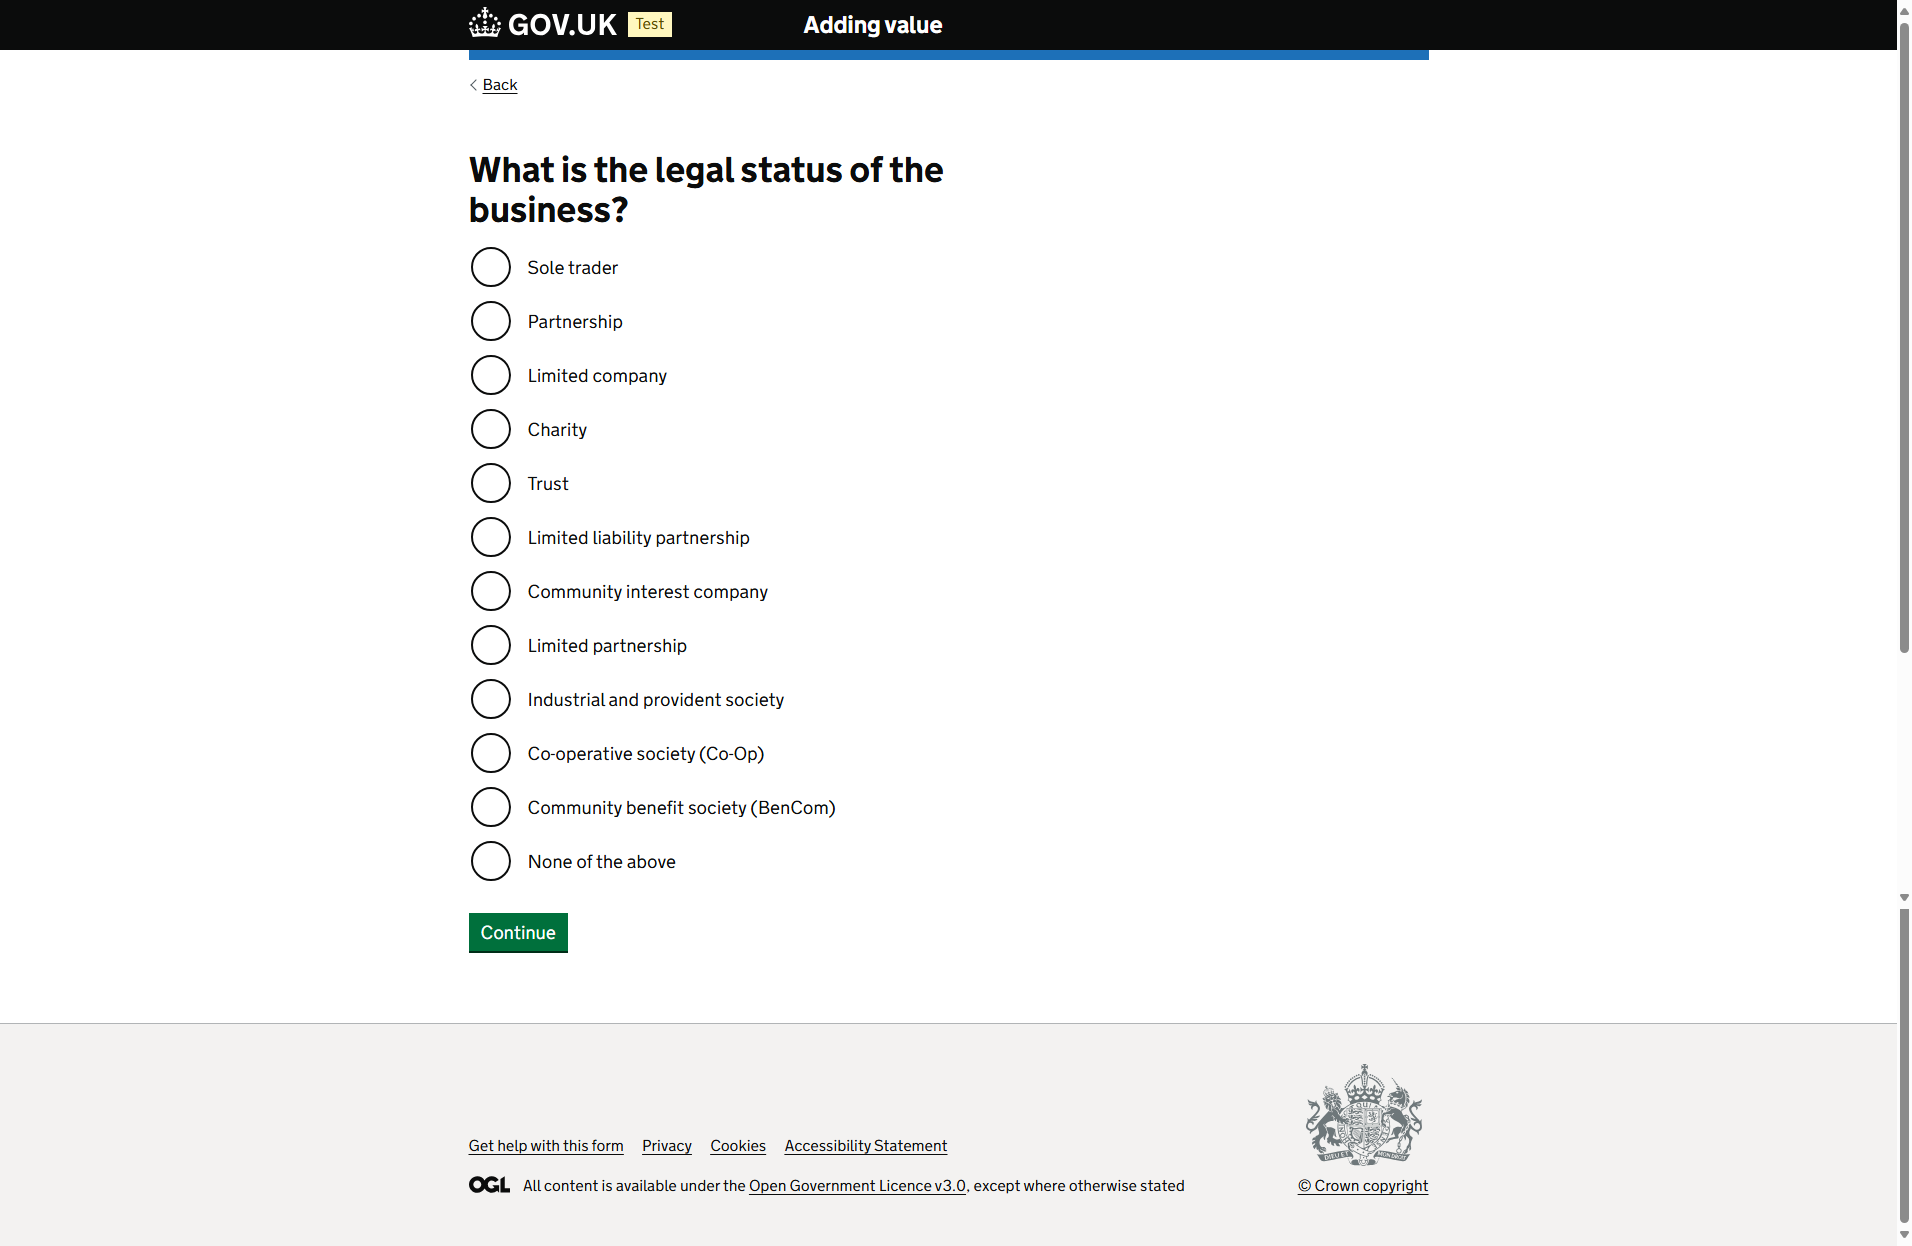 GOV.UK Test Adding value
Back
What is the legal status of the
business?
Sole trader
Partnership
Limited company
Charity
Trust
Limited liability partnership
Community interest company
Limited partnership
Industrial and provident society
Co-operative society (Co-Op)
Community benefit society (BenCom)
None of the above
Continue
Get help with this form Privacy Cookies Accessibility Statement
OGL All content is available under the Open Government Licence v3.0, except where otherwise stated
© Crown copyright